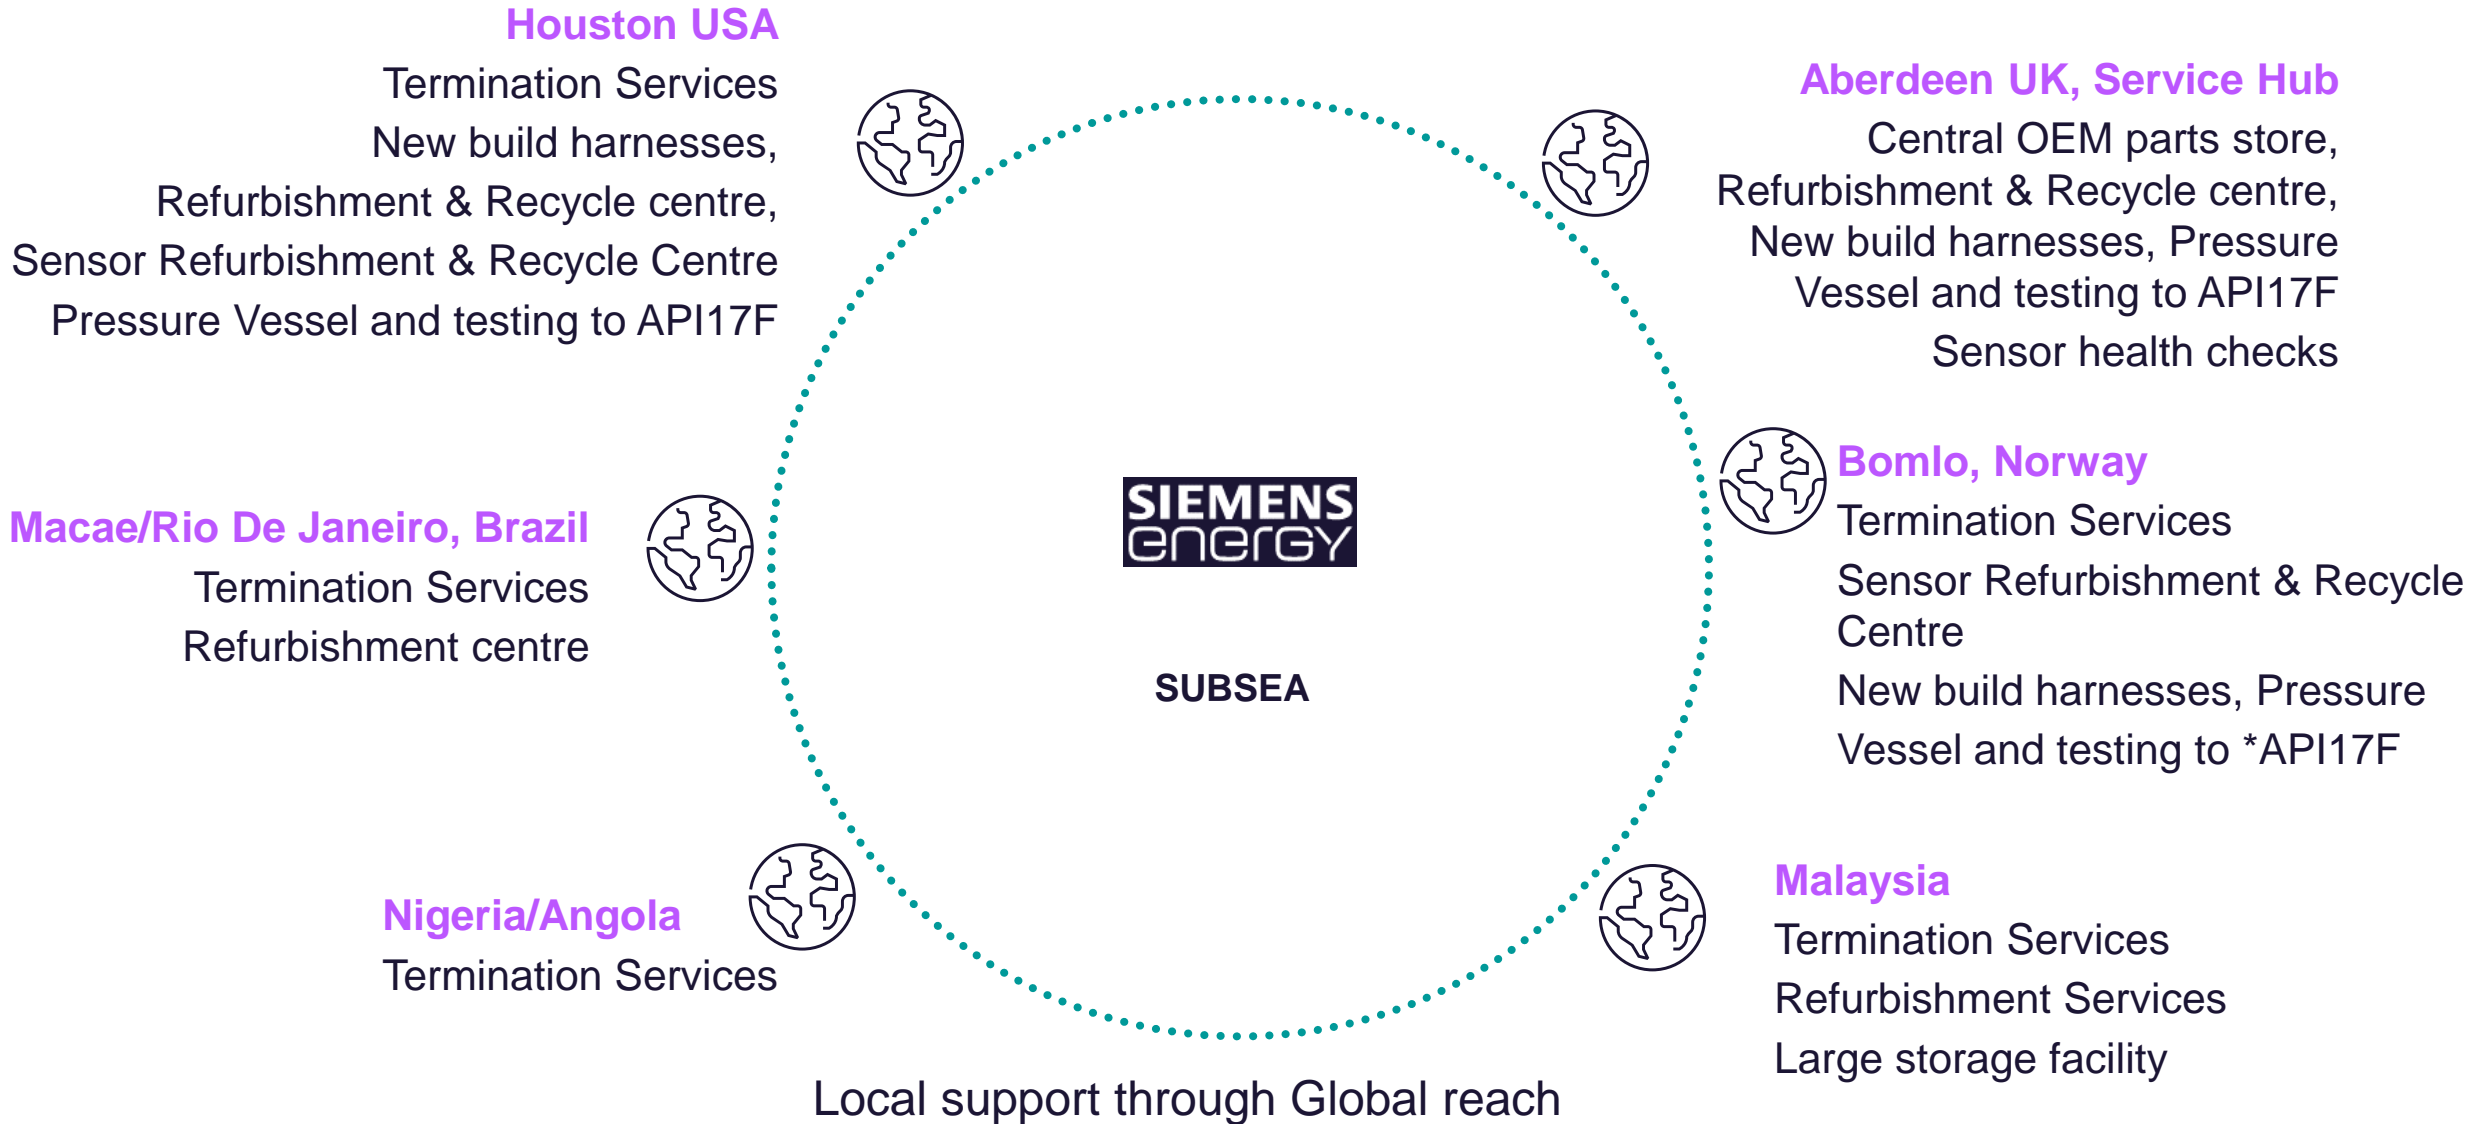 Houston USA
Termination Services
New build harnesses,
Refurbishment & Recycle centre,
Sensor Refurbishment & Recycle Centre
Pressure Vessel and testing to API17F
Aberdeen UK, Service Hub
Central OEM parts store,
Refurbishment & Recycle centre,
New build harnesses, Pressure
Vessel and testing to API17F
Sensor health checks
Macae/Rio De Janeiro, Brazil
Termination Services
Refurbishment centre
SIEMENS
energy
SUBSEA
Bomlo, Norway
Termination Services
Sensor Refurbishment & Recycle
Centre
New build harnesses, Pressure
Vessel and testing to *API17F
Nigeria/Angola
Termination Services
Malaysia
Termination Services
Refurbishment Services
Large storage facility
Local support through Global reach